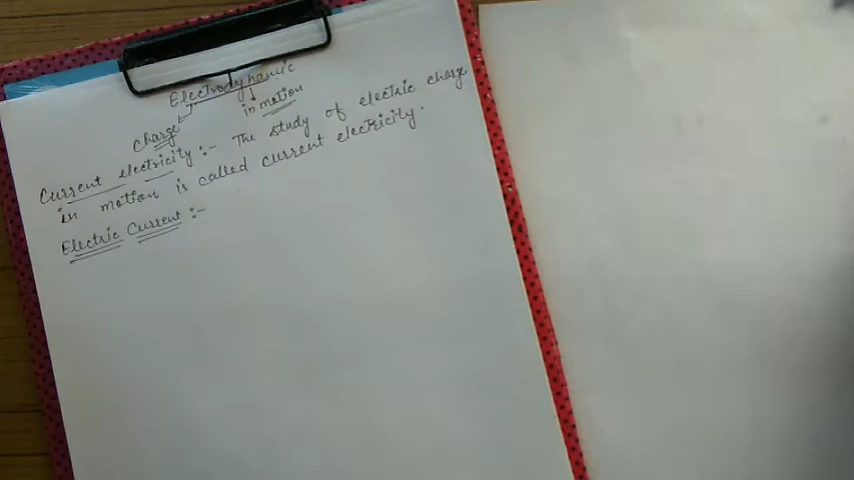 Electrodynamic
Charge in motion
Current electricity :- The study of electric charge
in motion is called current electricity.
Electric Current :-